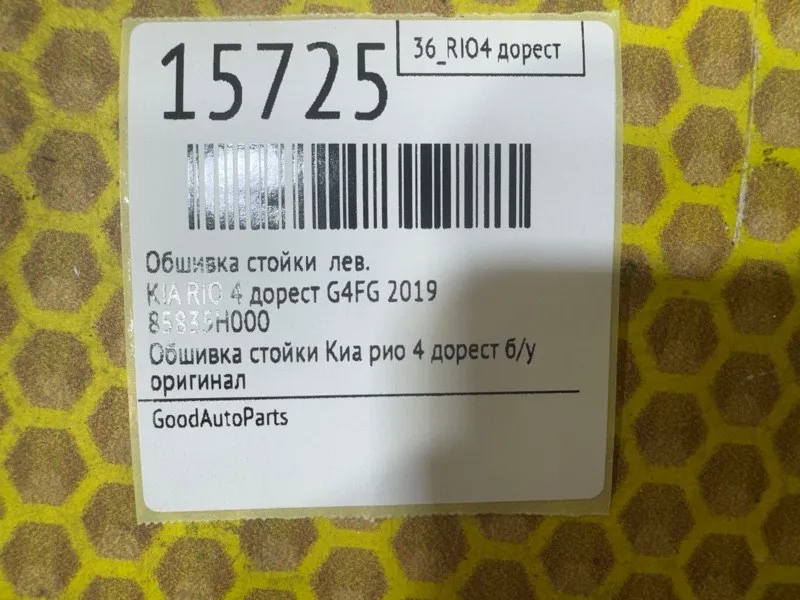 15725
36_RIO4 дорест
Обшивка стойки лев.
KIA RIO 4 дорест G4FG 2019
85835H000
Обшивка стойки Киа рио 4 дорест б/у
оригинал
GoodAutoParts